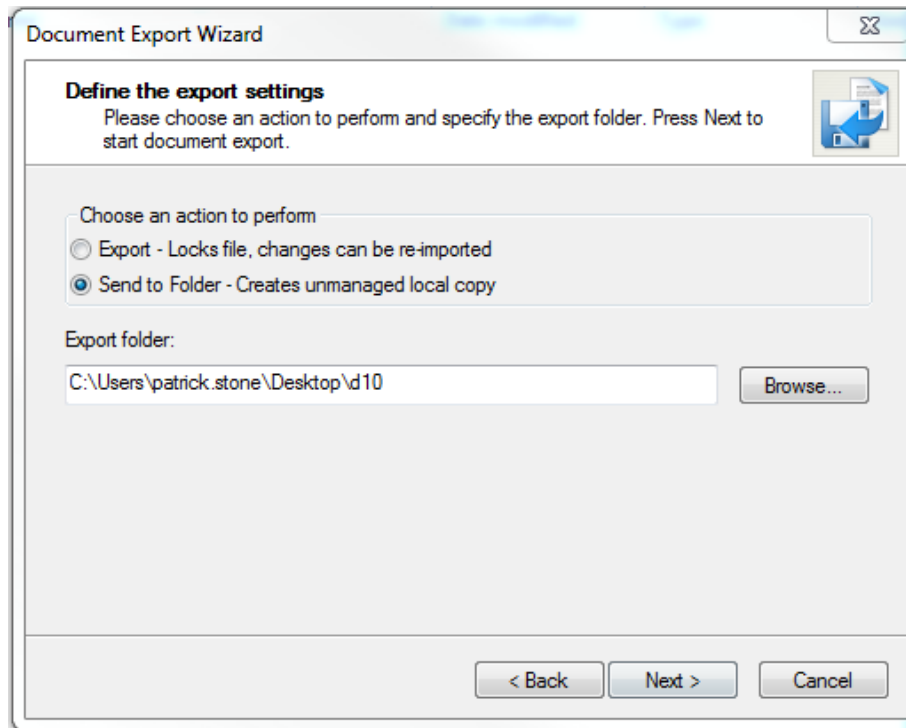 Document Export Wizard
Define the export settings
Please choose an action to perform and specify the export folder. Press Next to
start document export.
Choose an action to perform
Export - Locks file, changes can be re-imported
Send to Folder - Creates unmanaged local copy
Export folder:
C:\Users\patrick.stone\Desktop\d10
Browse...
< Back
Next >
Cancel